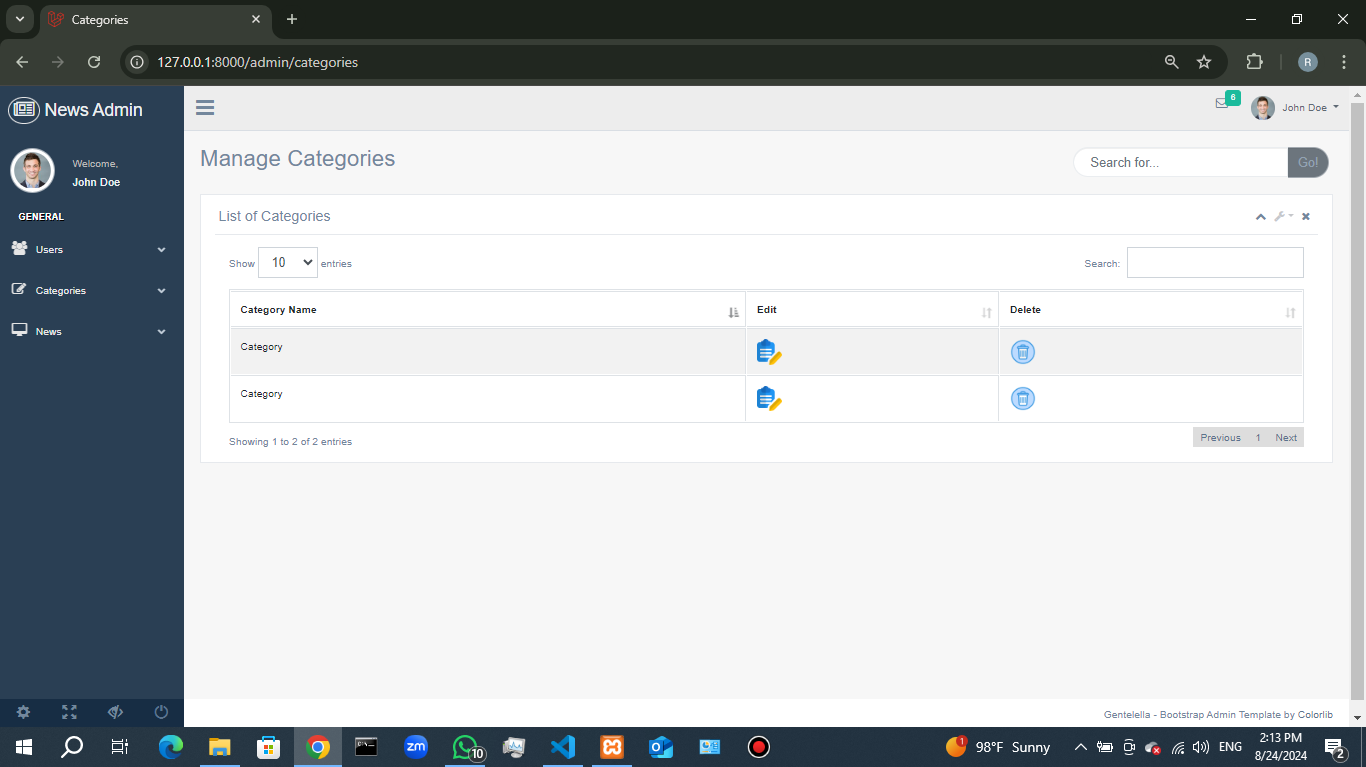 Categories
127.0.0.1:8000/admin/categories
R
News Admin
6
John Doe
Welcome,
John Doe
Manage Categories
Search for...
Go!
GENERAL
List of Categories
Users
Show 10 entries
Search:
Categories
Category Name
Edit
Delete
News
Category
Category
Showing 1 to 2 of 2 entries
Previous
1
Next
Gentelella - Bootstrap Admin Template by Colorlib
zm
10
1
98°F Sunny
ENG
2:13 PM
8/24/2024
2